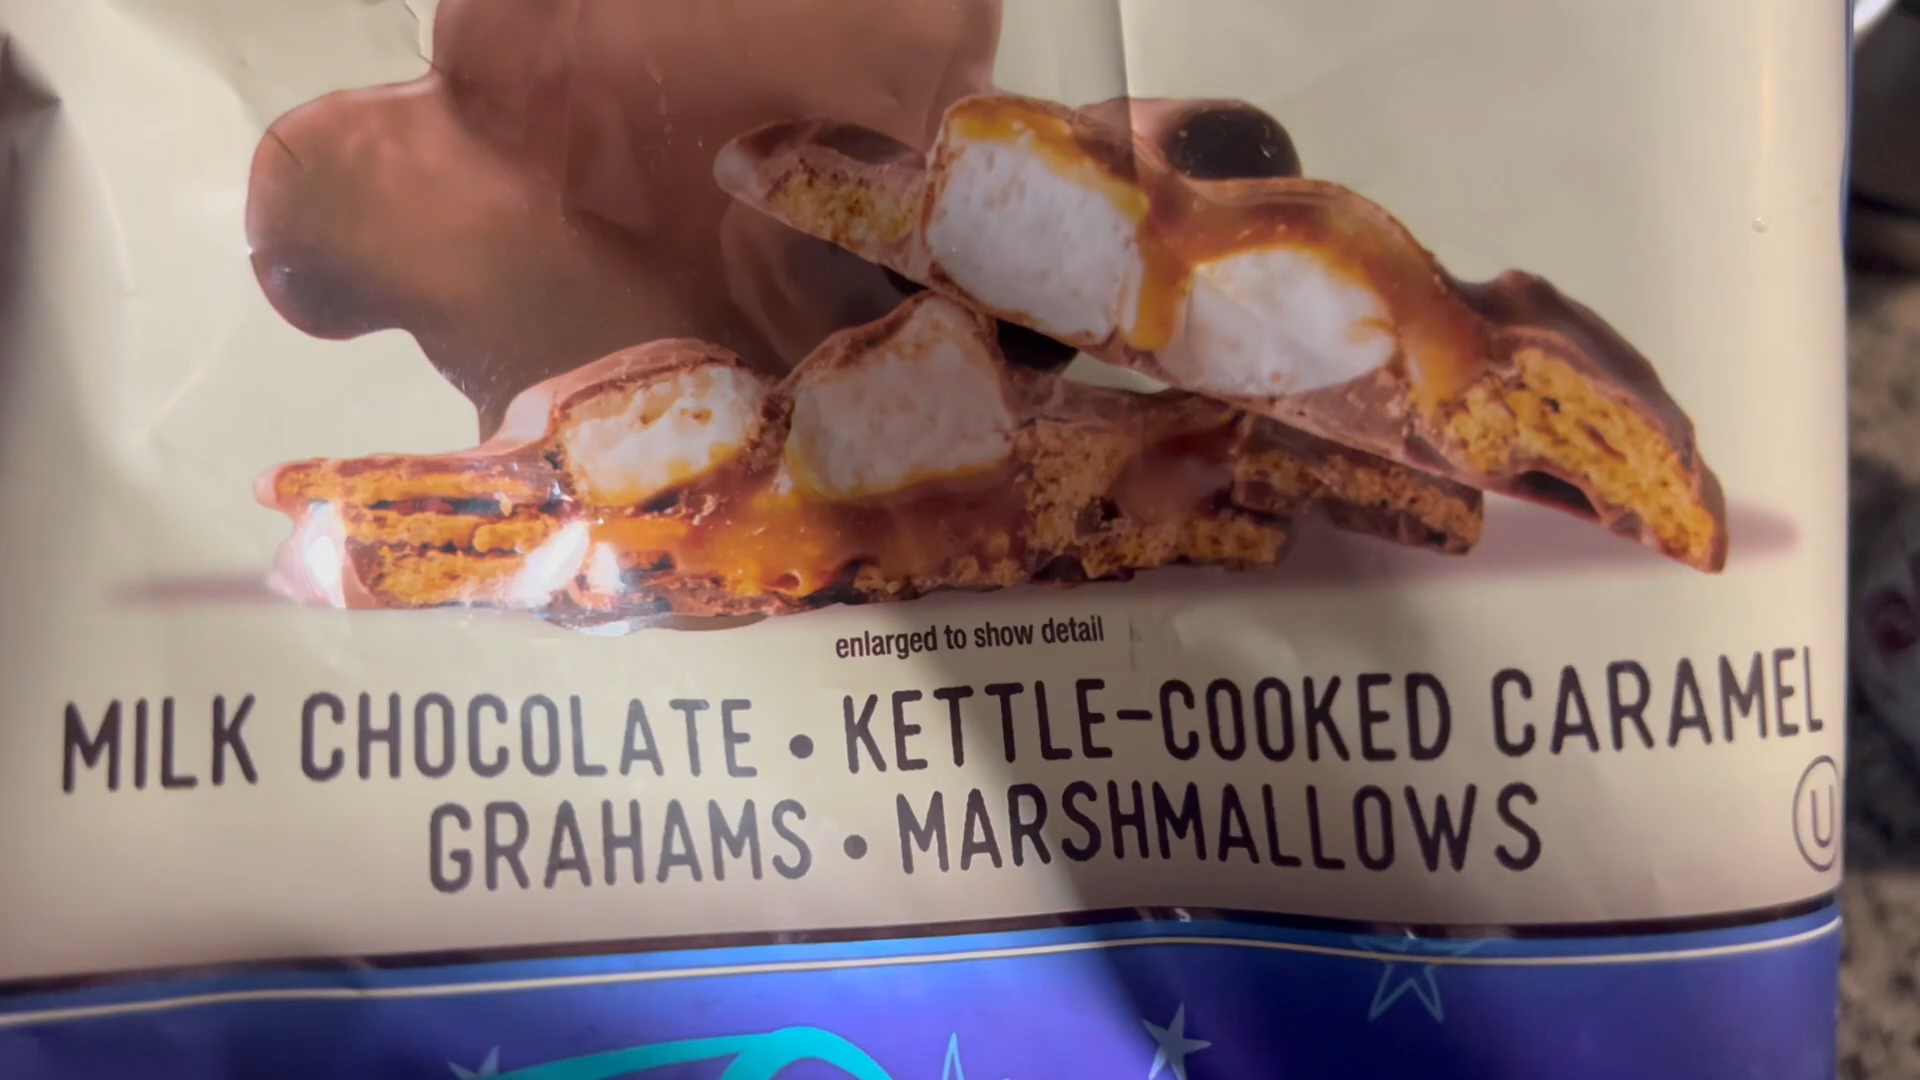 enlarged to show detail
MILK CHOCOLATE • KETTLE-COOKED CARAMEL
GRAHAMS • MARSHMALLOWS
U